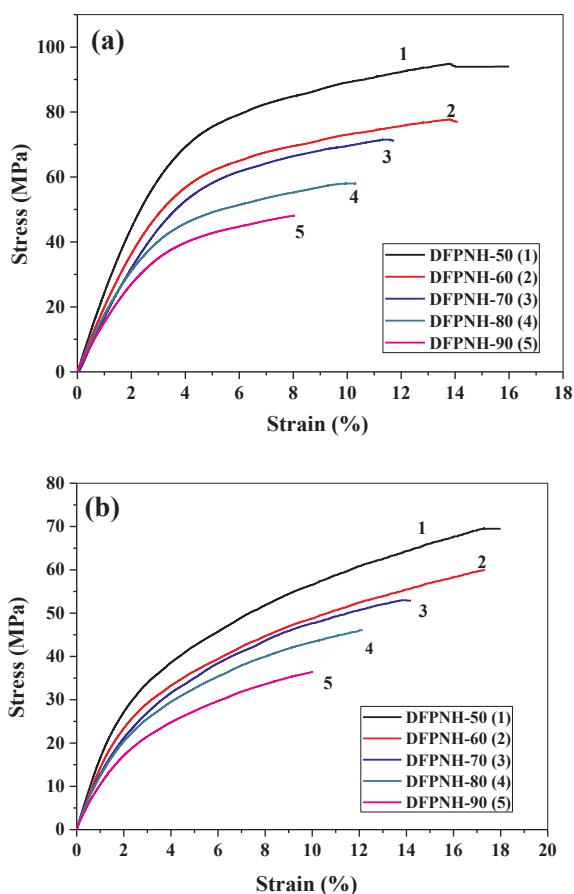 (a)
Stress (MPa)
100
80
60
40
20
0
1
2
3
4
5
DFPNH-50 (1)
DFPNH-60 (2)
DFPNH-70 (3)
DFPNH-80 (4)
DFPNH-90 (5)
0 2 4 6 8 10 12 14 16 18
Strain (%)
(b)
Stress (MPa)
80
70
60
50
40
30
20
10
0
1
2
3
4
5
DFPNH-50 (1)
DFPNH-60 (2)
DFPNH-70 (3)
DFPNH-80 (4)
DFPNH-90 (5)
0 2 4 6 8 10 12 14 16 18 20
Strain (%)